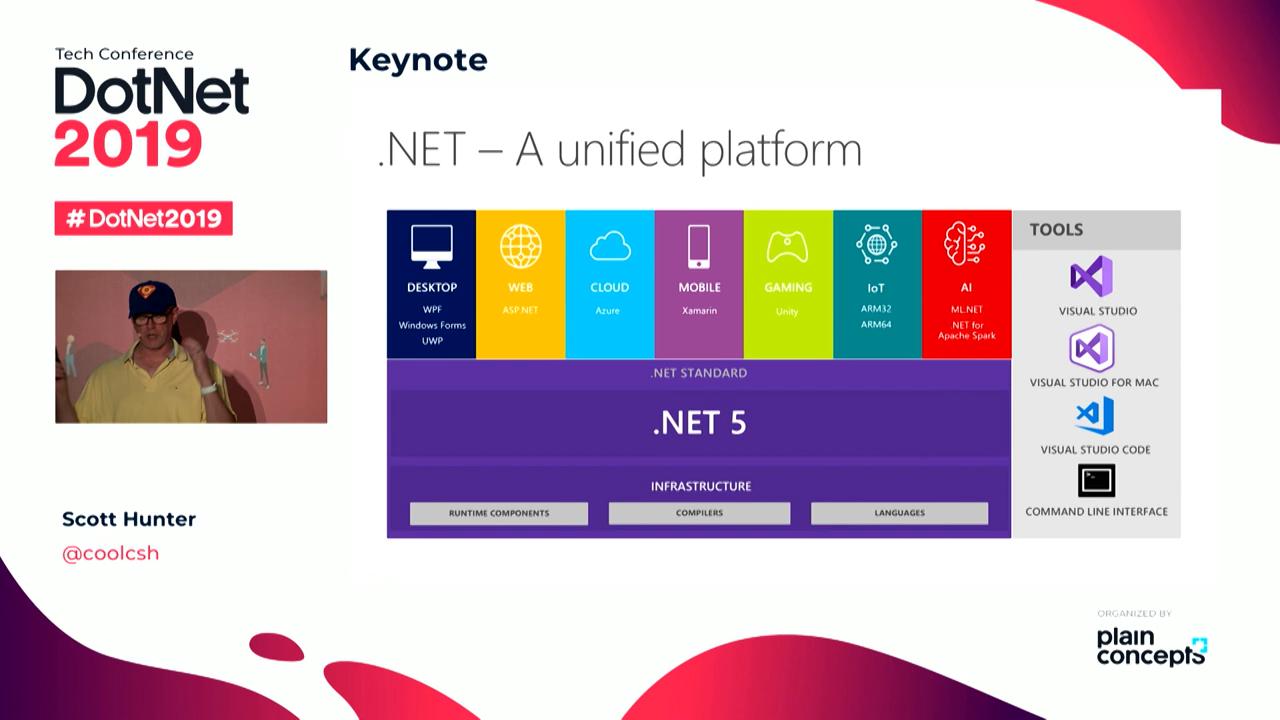 Tech Conference
DotNet
2019
#DotNet2019
Scott Hunter
@coolcsh
Keynote
.NET – A unified platform
DESKTOP
WPF
Windows Forms
UWP
WEB
ASP.NET
CLOUD
Azure
MOBILE
Xamarin
GAMING
Unity
IoT
ARM32
ARM64
AI
ML.NET
.NET for
Apache Spark
.NET STANDARD
.NET 5
INFRASTRUCTURE
RUNTIME COMPONENTS
COMPILERS
LANGUAGES
TOOLS
VISUAL STUDIO
VISUAL STUDIO FOR MAC
VISUAL STUDIO CODE
COMMAND LINE INTERFACE
ORGANIZED BY
plain
concepts